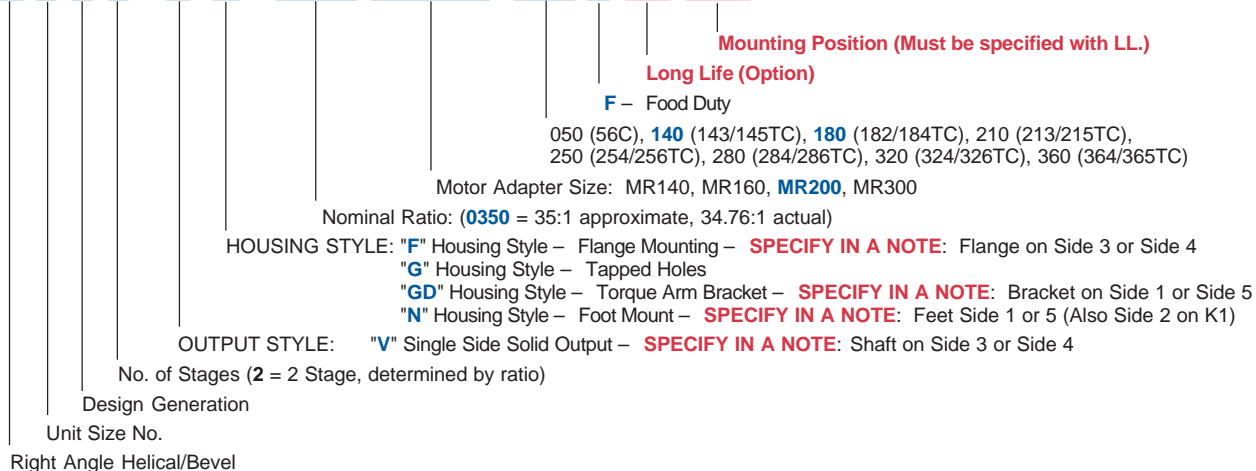 Mounting Position (Must be specified with LL.)
Long Life (Option)
F – Food Duty
050 (56C), 140 (143/145TC), 180 (182/184TC), 210 (213/215TC),
250 (254/256TC), 280 (284/286TC), 320 (324/326TC), 360 (364/365TC)
Motor Adapter Size: MR140, MR160, MR200, MR300
Nominal Ratio: (0350 = 35:1 approximate, 34.76:1 actual)
HOUSING STYLE: "F" Housing Style – Flange Mounting – SPECIFY IN A NOTE: Flange on Side 3 or Side 4
"G" Housing Style – Tapped Holes
"GD" Housing Style – Torque Arm Bracket – SPECIFY IN A NOTE: Bracket on Side 1 or Side 5
"N" Housing Style – Foot Mount – SPECIFY IN A NOTE: Feet Side 1 or 5 (Also Side 2 on K1)
OUTPUT STYLE: "V" Single Side Solid Output – SPECIFY IN A NOTE: Shaft on Side 3 or Side 4
No. of Stages (2 = 2 Stage, determined by ratio)
Design Generation
Unit Size No.
Right Angle Helical/Bevel